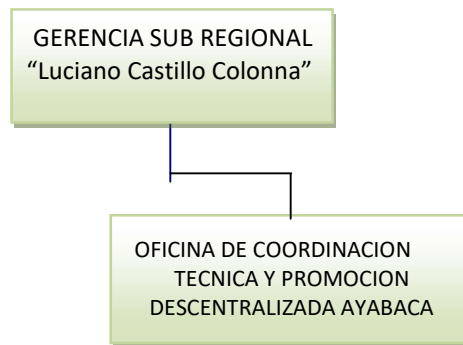 GERENCIA SUB REGIONAL
“Luciano Castillo Colonna”
OFICINA DE COORDINACION
TECNICA Y PROMOCION
DESCENTRALIZADA AYABACA